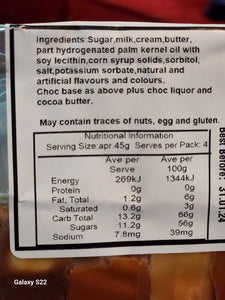 Ingredients:Sugar,milk,cream,butter,
part hydrogenated palm kernel oil with
soy lecithin,corn syrup solids,sorbitol,
salt,potassium sorbate,natural and
artificial flavours and colours.
Choc base as above plus choc liquor and
cocoa butter.
May contain traces of nuts, egg and gluten.
Nutritional Information
Serving Size:apr 45g Serves per Pack: 4
Ave per Ave per
Serve 100g
Energy 269kJ 1344kJ
Protein 0g 0g
Fat, Total 1.2g 6g
Saturated 0.6g 3g
Carb Total 13.2g 66g
Sugars 11.2g 56g
Sodium 7.8mg 39mg
Best Before: 31.01.24
Galaxy S22